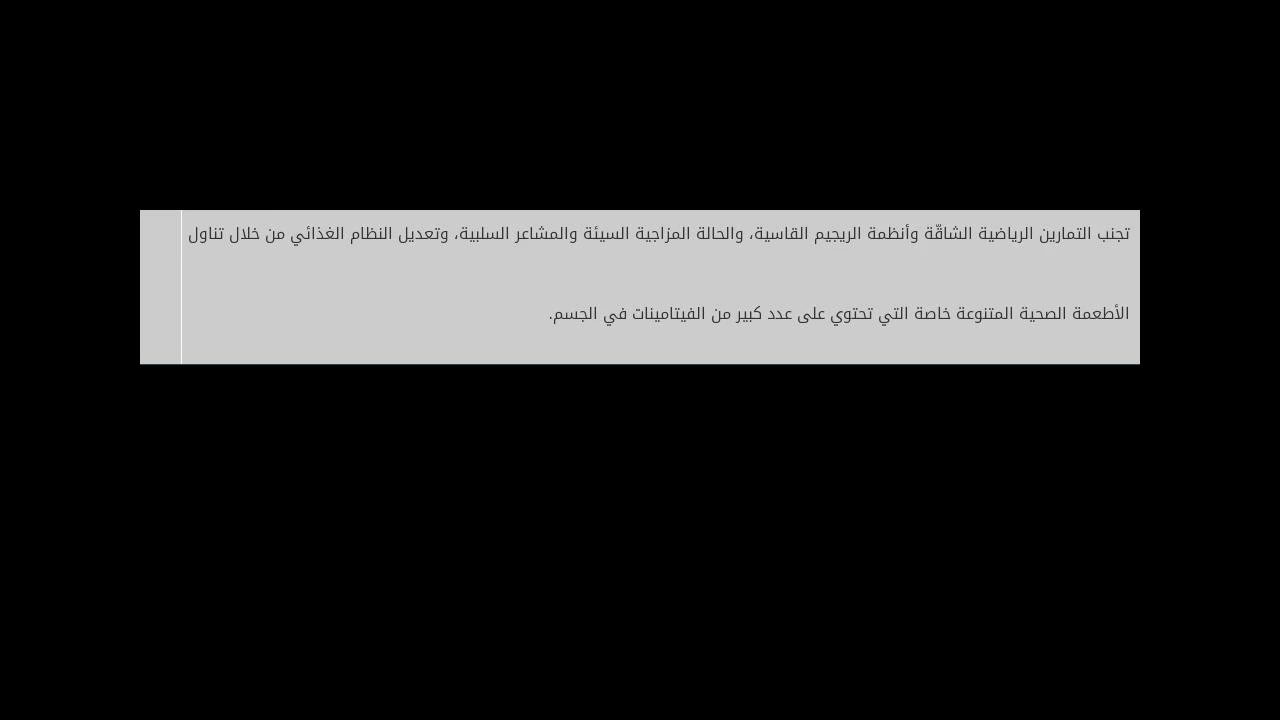 تجنب التمارين الرياضية الشاقّة وأنظمة الريجيم القاسية، والحالة المزاجية السيئة والمشاعر السلبية، وتعديل النظام الغذائي من خلال تناول
الأطعمة الصحية المتنوعة خاصة التي تحتوي على عدد كبير من الفيتامينات في الجسم.